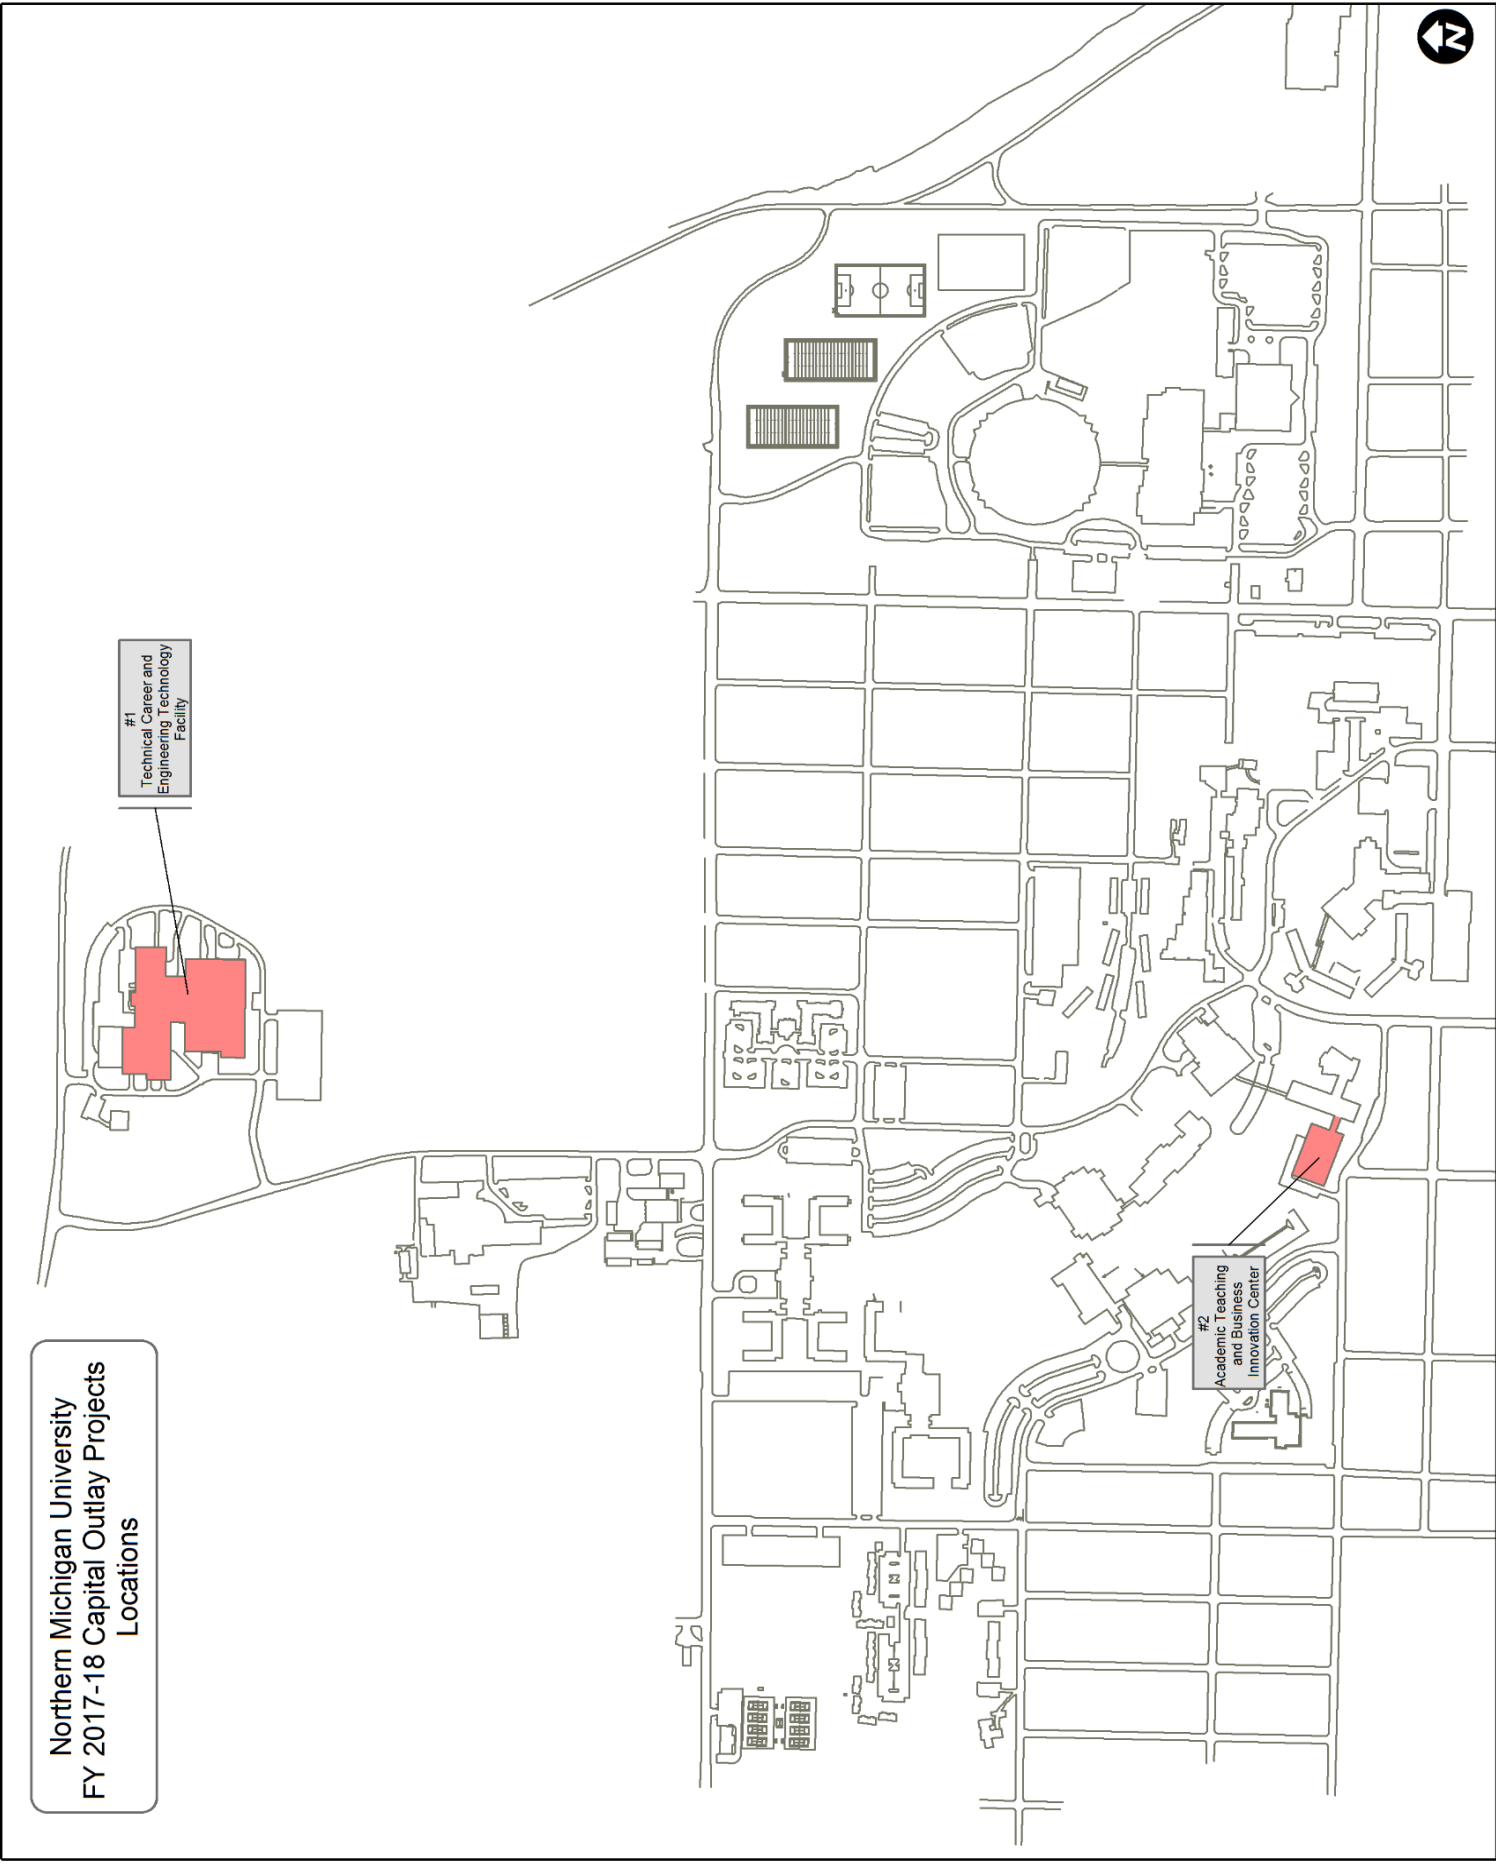 Northern Michigan University
FY 2017-18 Capital Outlay Projects
Locations
#1
Technical Career and
Engineering Technology
Facility
#2
Academic Teaching
and Business
Innovation Center
N